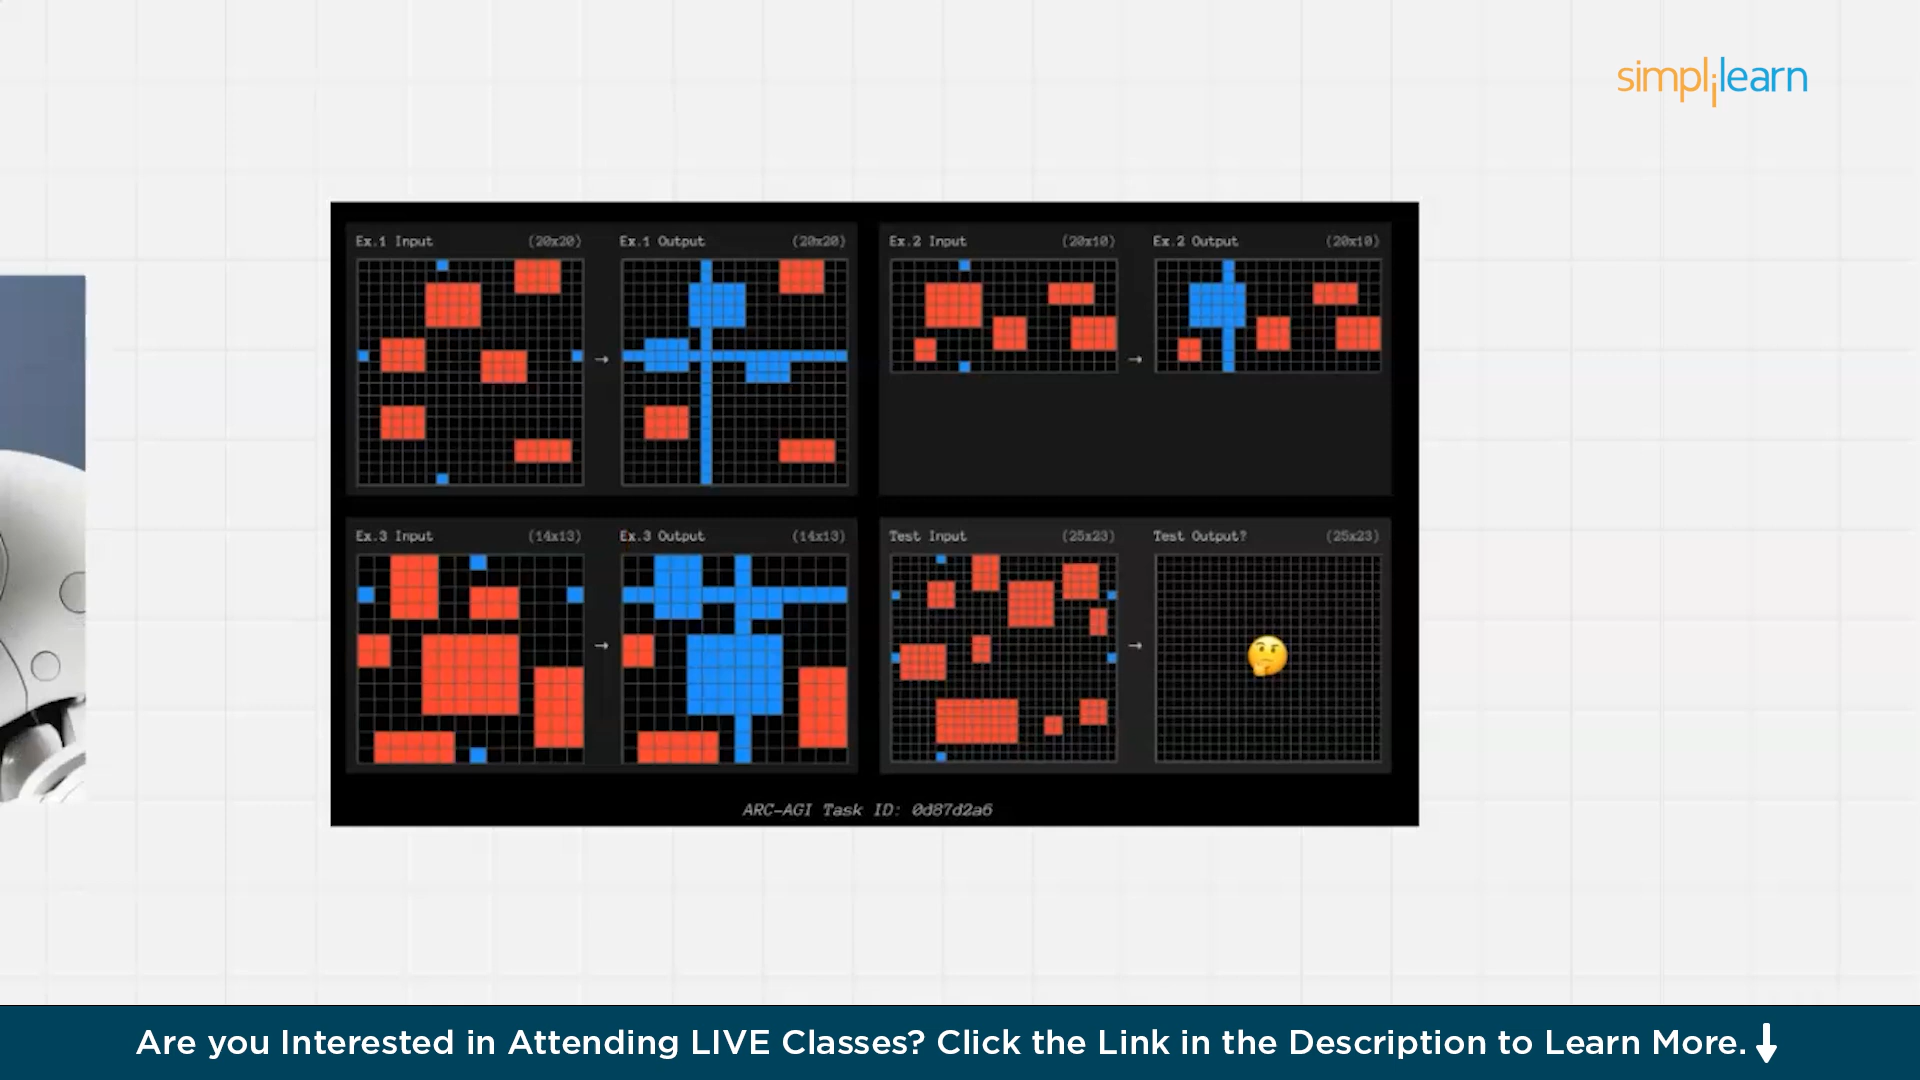 simplilearn
Ex.1 Input (20x20) Ex.1 Output (20x20)
Ex.2 Input (20x10) Ex.2 Output (20x10)
→
→
Ex.3 Input (14x13) Ex.3 Output (14x13)
Test Input (25x23) Test Output? (25x23)
→
→
ARC-AGI Task ID: 0d87d2a6
Are you Interested in Attending LIVE Classes? Click the Link in the Description to Learn More.